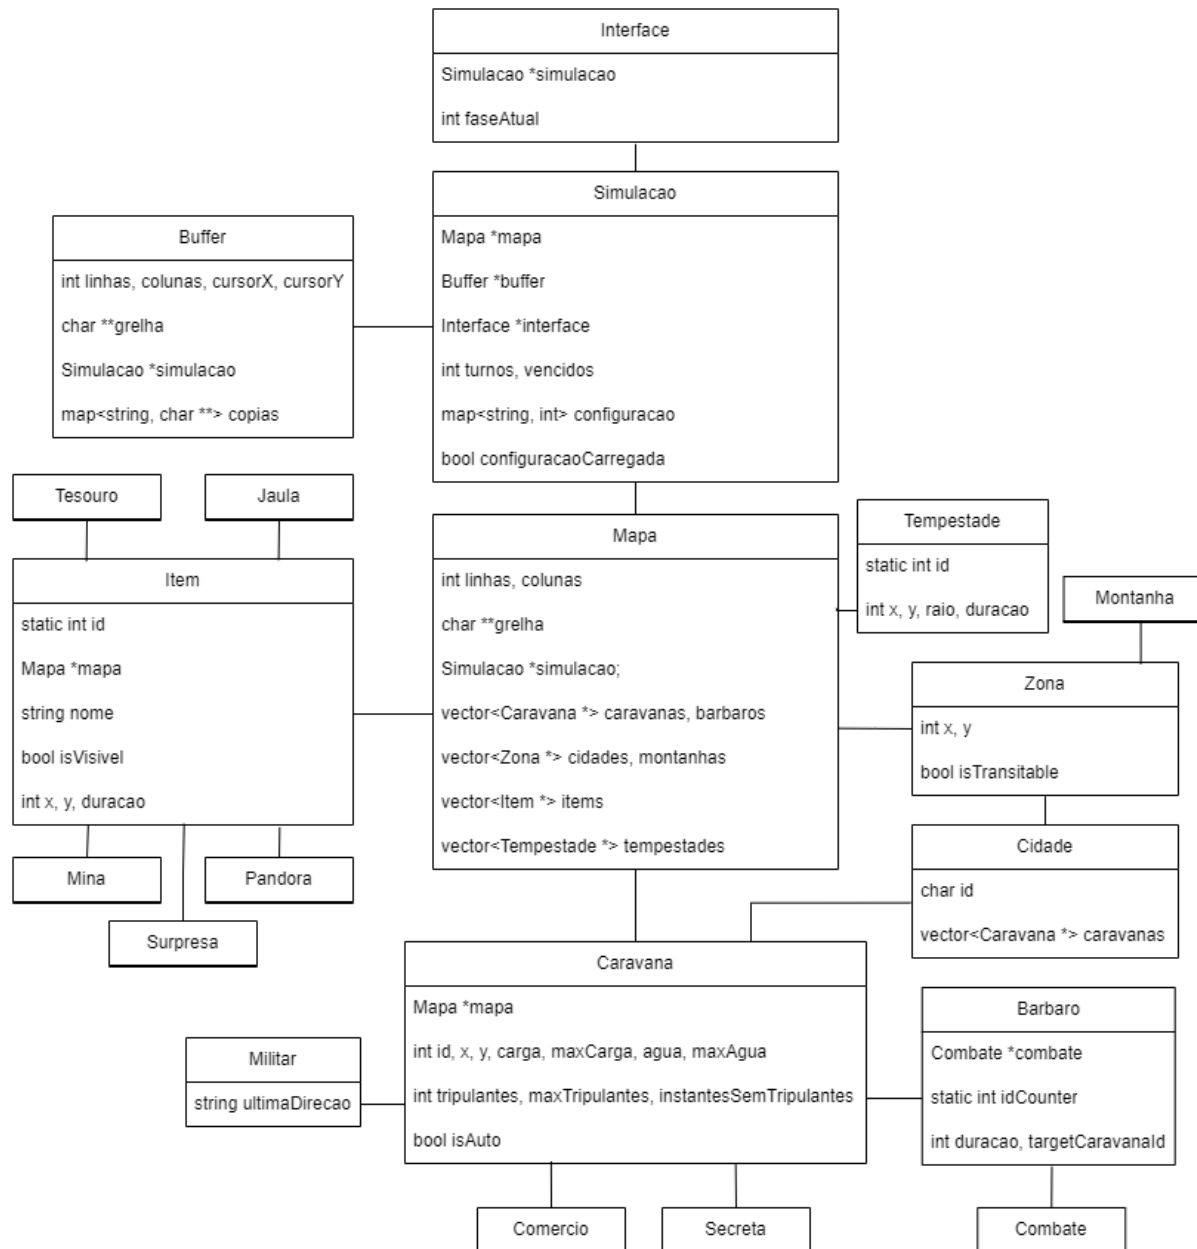 Interface
Simulacao *simulacao
int faseAtual
Simulacao
Mapa *mapa
Buffer *buffer
Interface *interface
int turnos, vencidos
map<string, int> configuracao
bool configuracaoCarregada
Buffer
int linhas, colunas, cursorX, cursorY
char **grelha
Simulacao *simulacao
map<string, char **> copias
Tesouro
Jaula
Item
static int id
Mapa *mapa
string nome
bool isVisivel
int x, y, duracao
Mina
Pandora
Surpresa
Mapa
int linhas, colunas
char **grelha
Simulacao *simulacao;
vector<Caravana *> caravanas, barbaros
vector<Zona *> cidades, montanhas
vector<Item *> items
vector<Tempestade *> tempestades
Tempestade
static int id
int x, y, raio, duracao
Montanha
Zona
int x, y
bool isTransitable
Cidade
char id
vector<Caravana *> caravanas
Caravana
Mapa *mapa
int id, x, y, carga, maxCarga, agua, maxAgua
int tripulantes, maxTripulantes, instantesSemTripulantes
bool isAuto
Militar
string ultimaDirecao
Barbaro
Combate *combate
static int idCounter
int duracao, targetCaravanaId
Comercio
Secreta
Combate